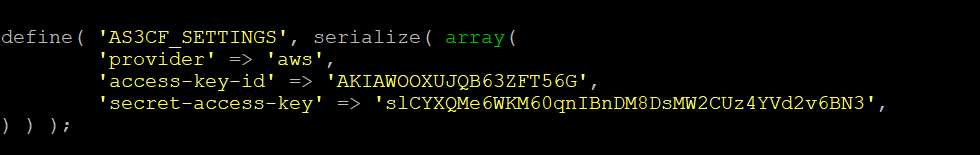 define( 'AS3CF_SETTINGS', serialize( array(
'provider' => 'aws',
'access-key-id' => 'AKIAWOOXUJQB63ZFT56G',
'secret-access-key' => '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',
) ) );